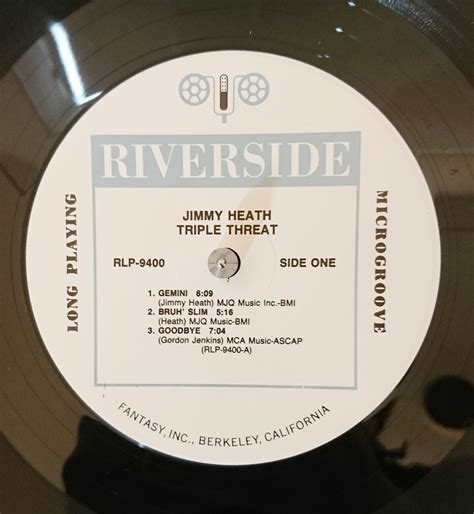 RIVERSIDE
JIMMY HEATH
TRIPLE THREAT
RLP-9400 SIDE ONE
1. GEMINI 6:09
(Jimmy Heath) MJQ Music Inc.-BMI
2. BRUH' SLIM 5:16
(Heath) MJQ Music-BMI
3. GOODBYE 7:04
(Gordon Jenkins) MCA Music-ASCAP
(RLP-9400-A)
LONG PLAYING
MICROGROOVE
FANTASY, INC., BERKELEY, CALIFORNIA